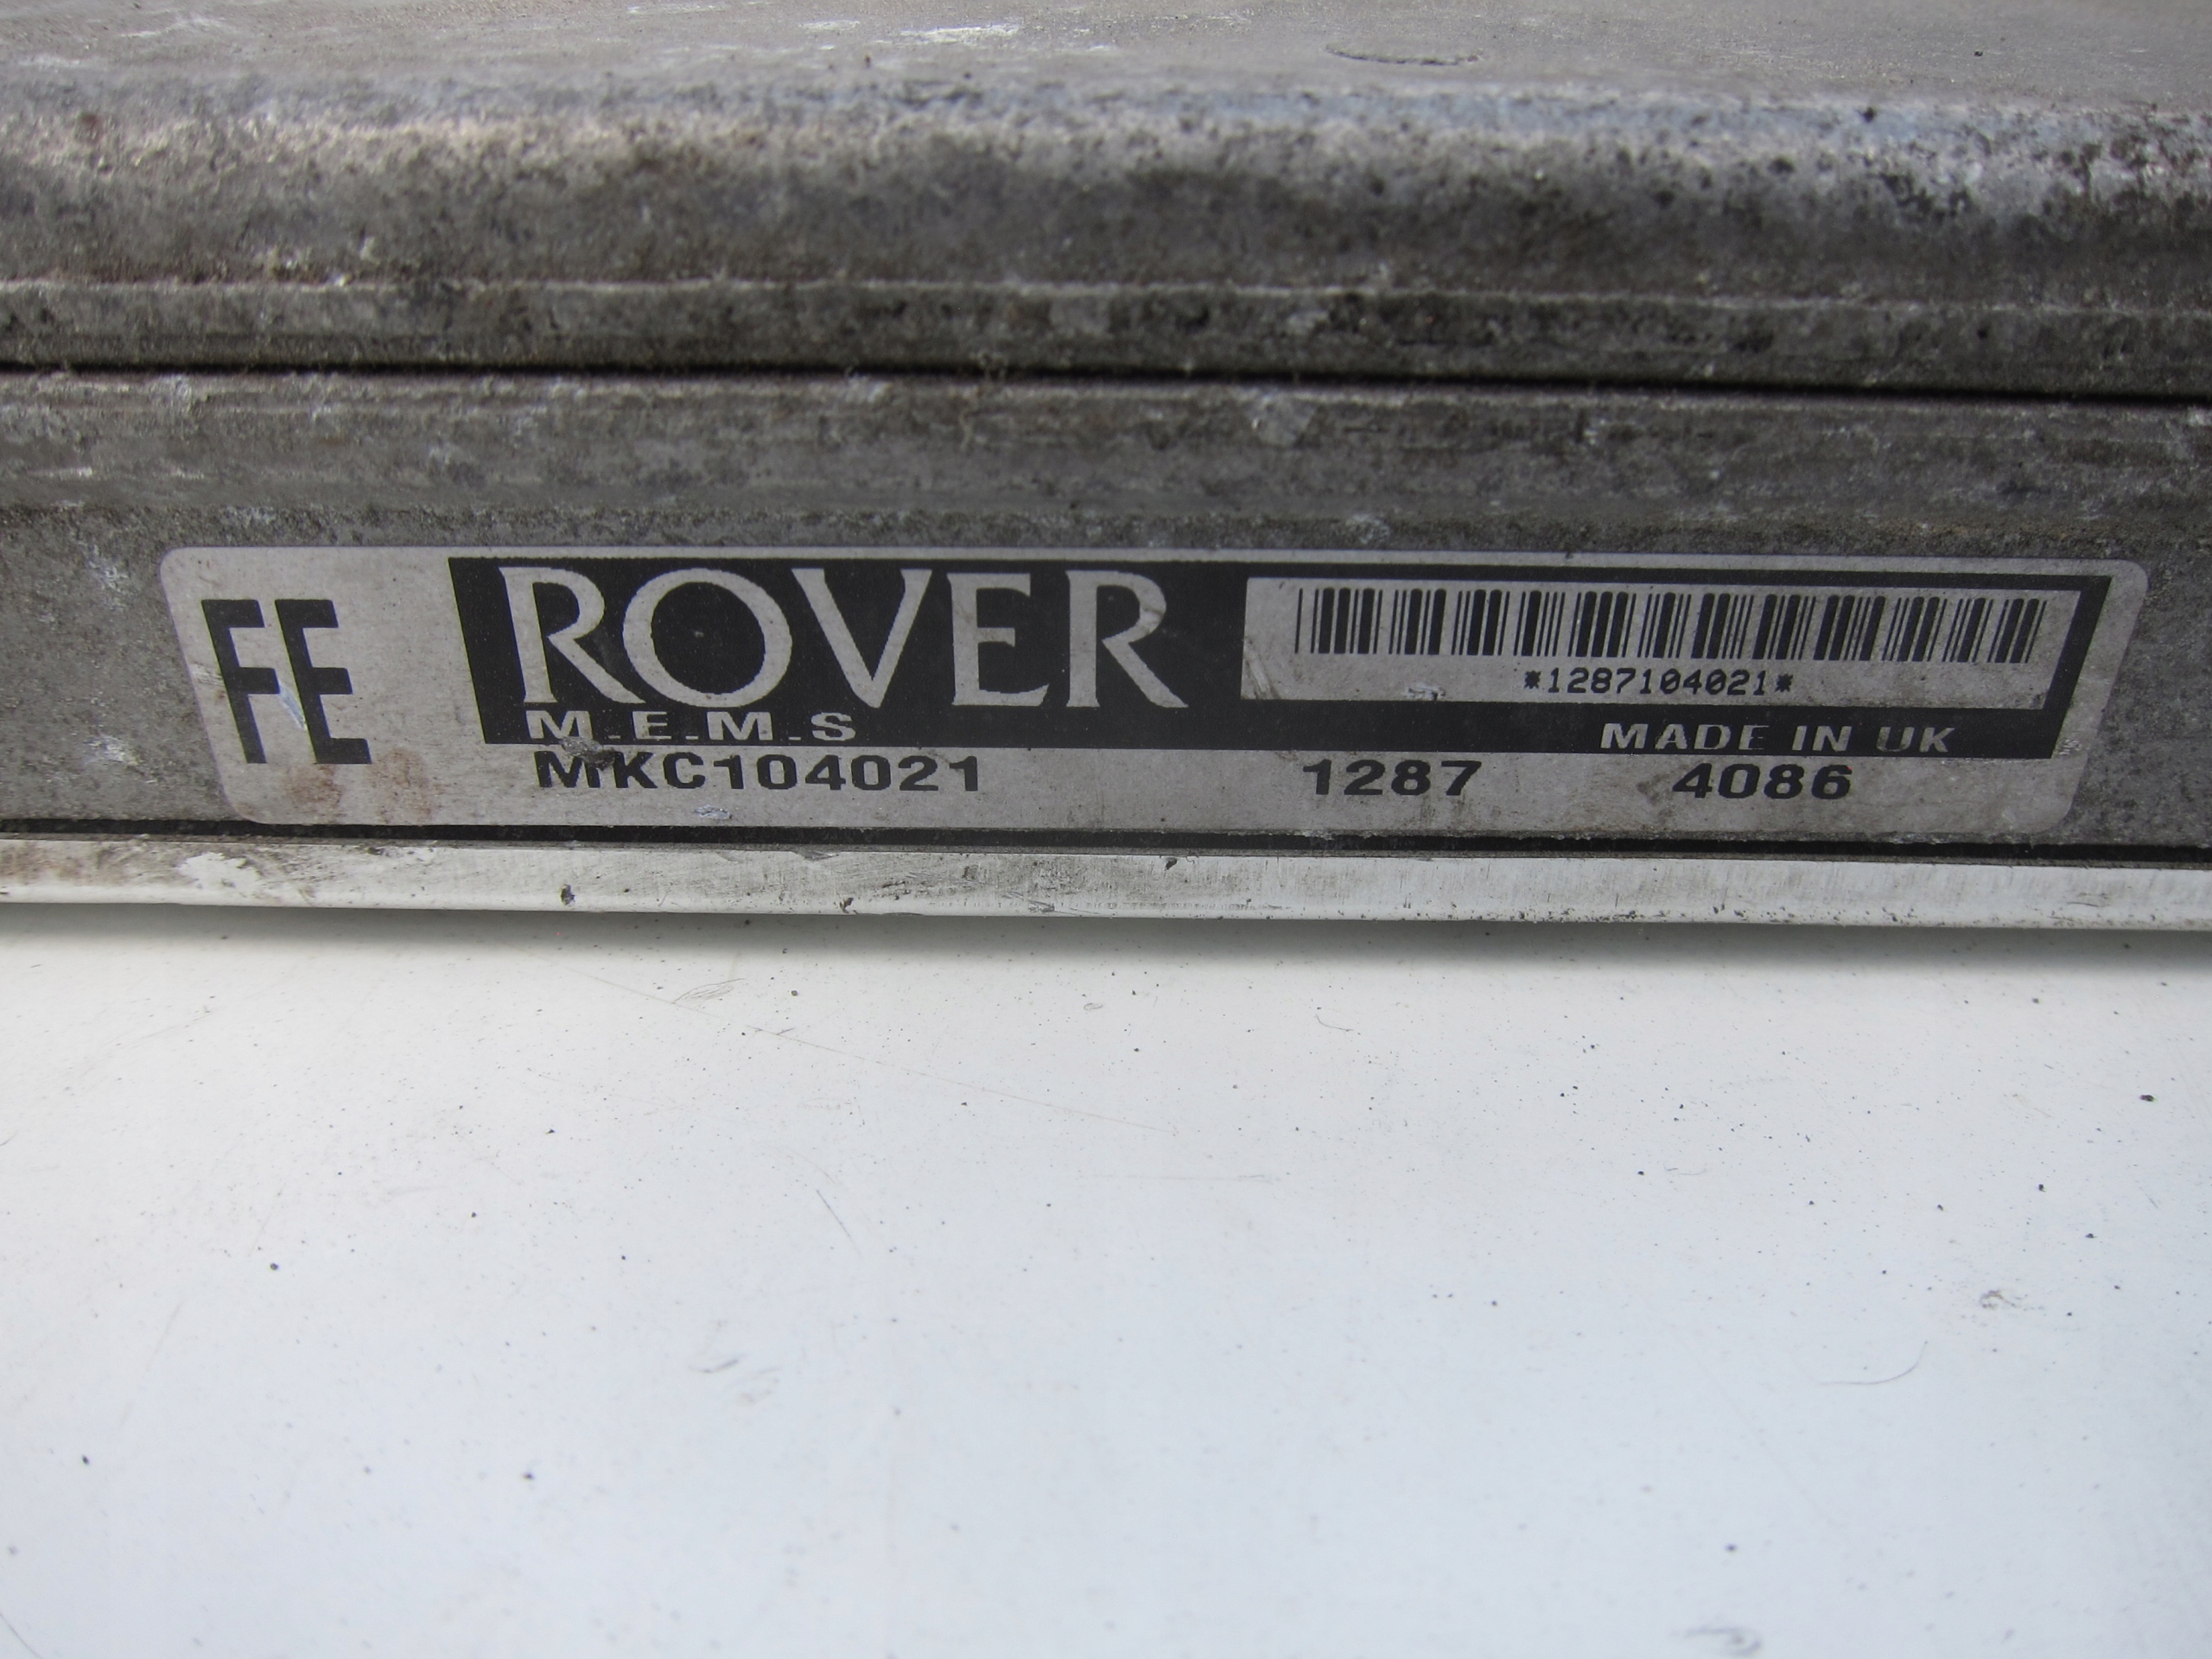 FE
ROVER
*1287104021*
M.E.M.S
MADE IN UK
MKC104021 1287 4086